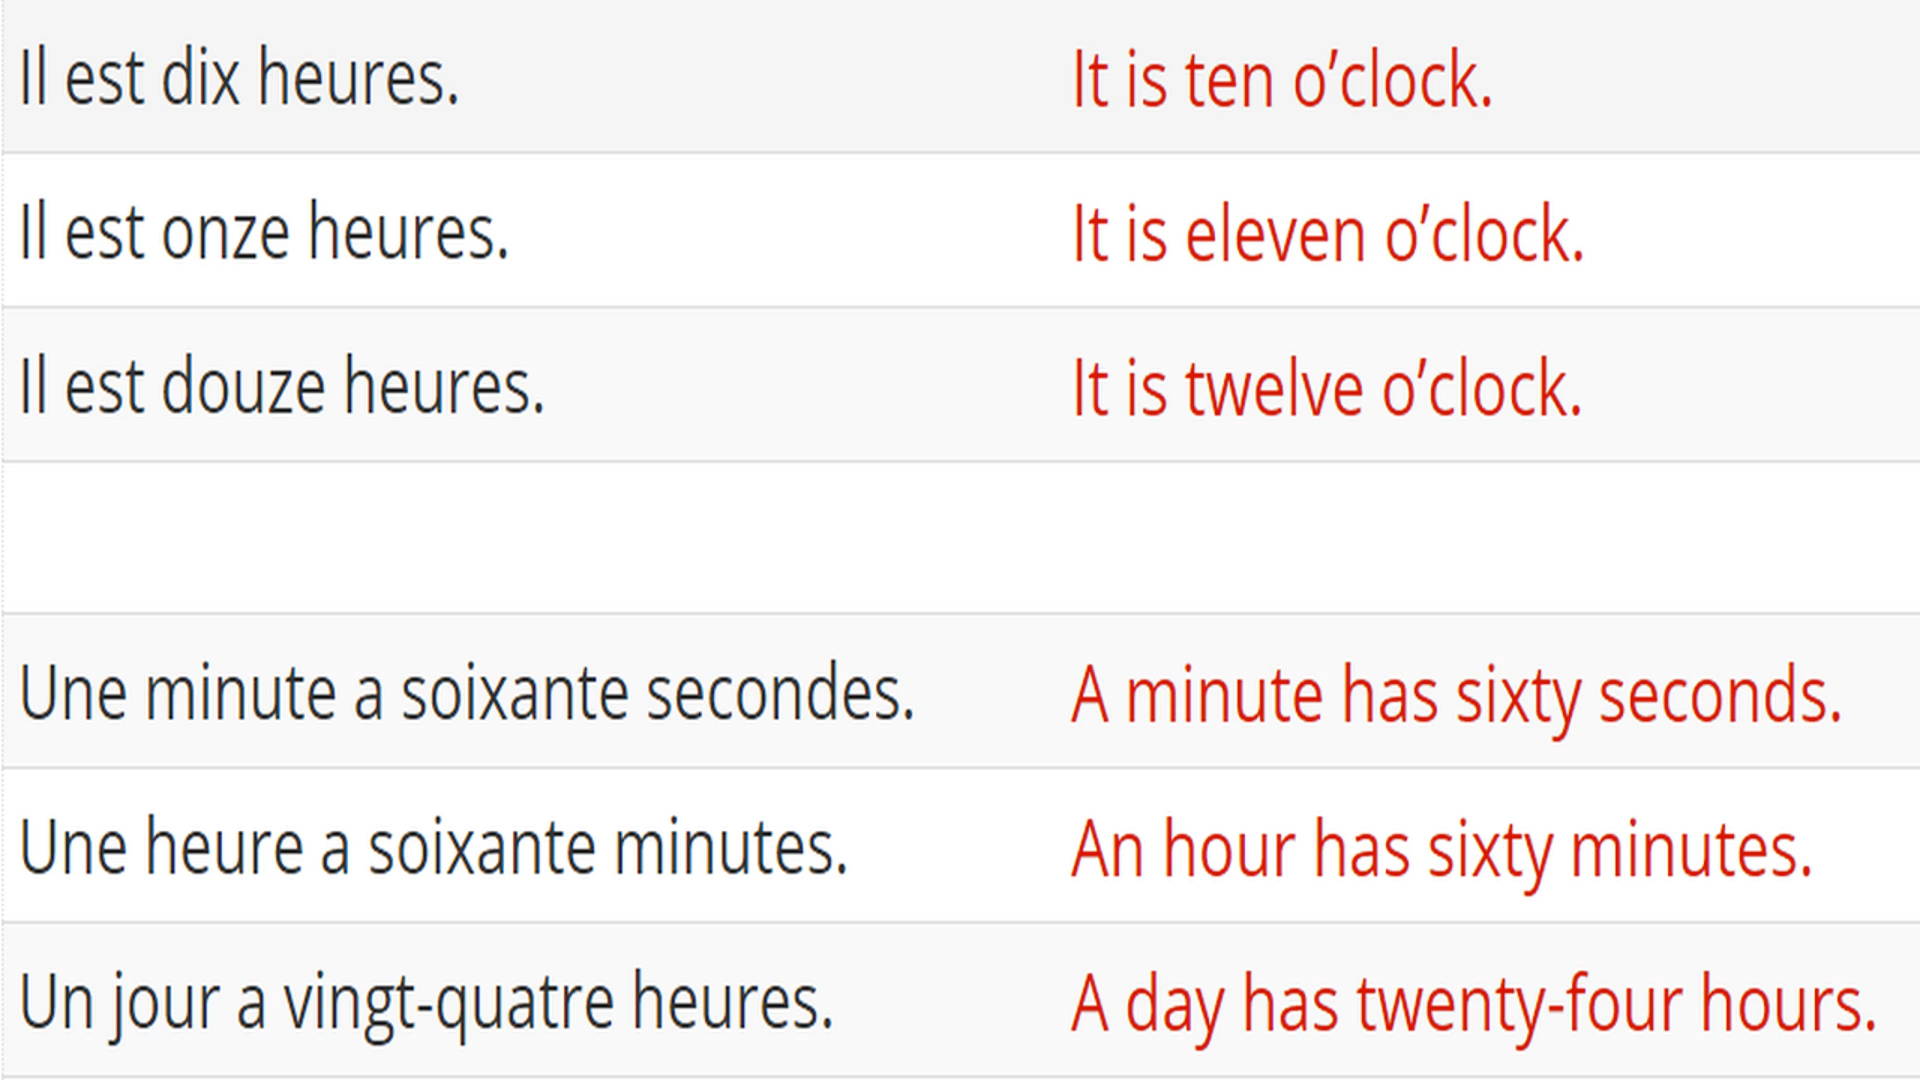 Il est dix heures. It is ten o’clock.
Il est onze heures. It is eleven o’clock.
Il est douze heures. It is twelve o’clock.
Une minute a soixante secondes. A minute has sixty seconds.
Une heure a soixante minutes. An hour has sixty minutes.
Un jour a vingt-quatre heures. A day has twenty-four hours.